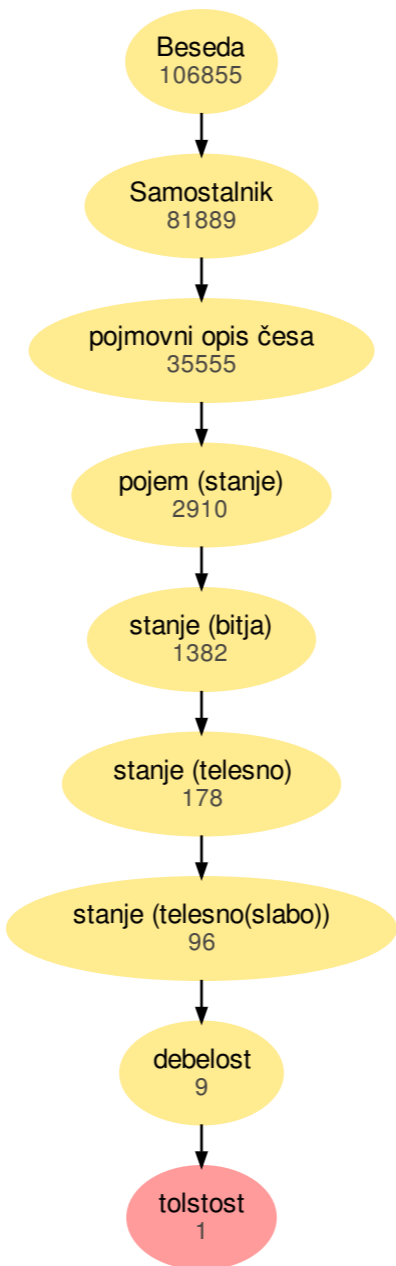 Beseda
106855
Samostalnik
81889
pojmovni opis česa
35555
pojem (stanje)
2910
stanje (bitja)
1382
stanje (telesno)
178
stanje (telesno(slabo))
96
debelost
9
tolstost
1